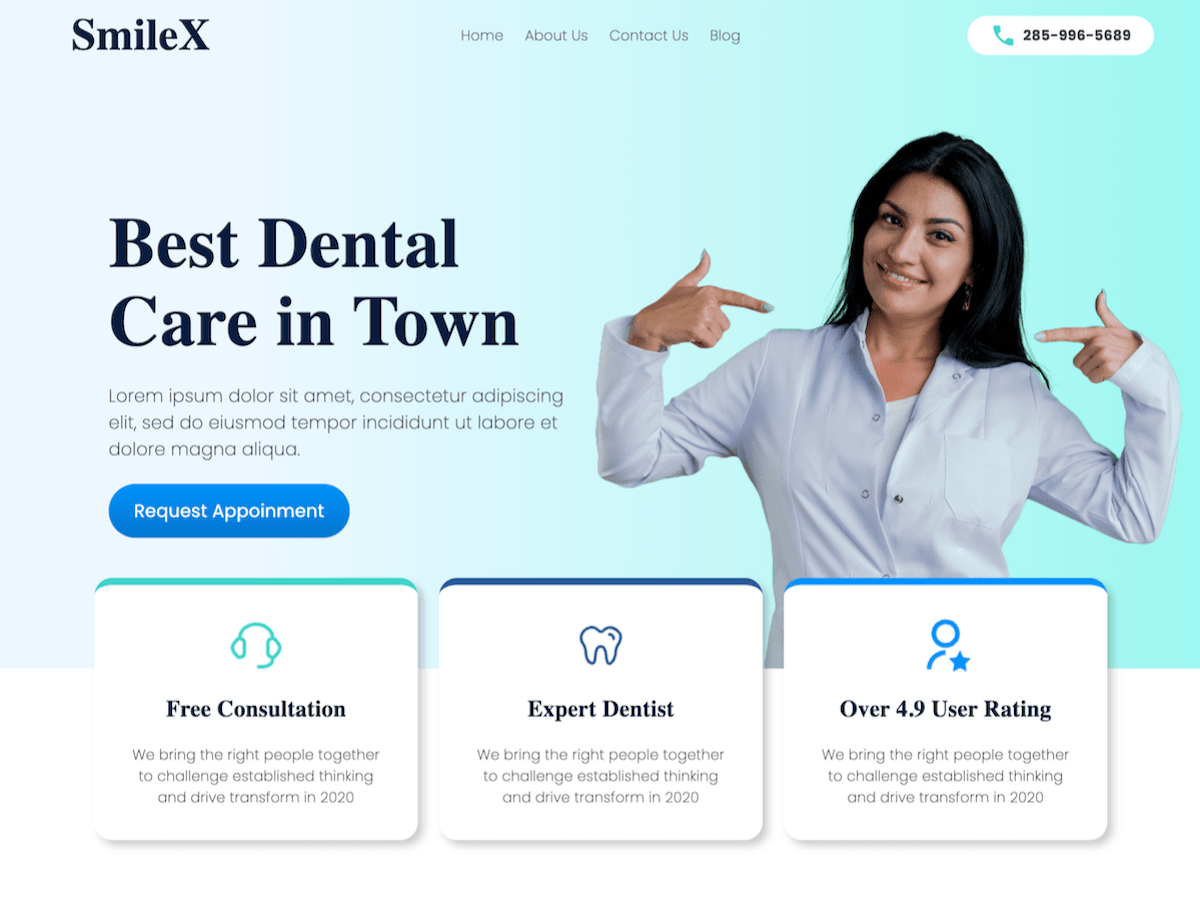 SmileX
Home About Us Contact Us Blog
285-996-5689
Best Dental
Care in Town
Lorem ipsum dolor sit amet, consectetur adipiscing
elit, sed do eiusmod tempor incididunt ut labore et
dolore magna aliqua.
Request Appoinment
Free Consultation
We bring the right people together
to challenge established thinking
and drive transform in 2020
Expert Dentist
We bring the right people together
to challenge established thinking
and drive transform in 2020
Over 4.9 User Rating
We bring the right people together
to challenge established thinking
and drive transform in 2020